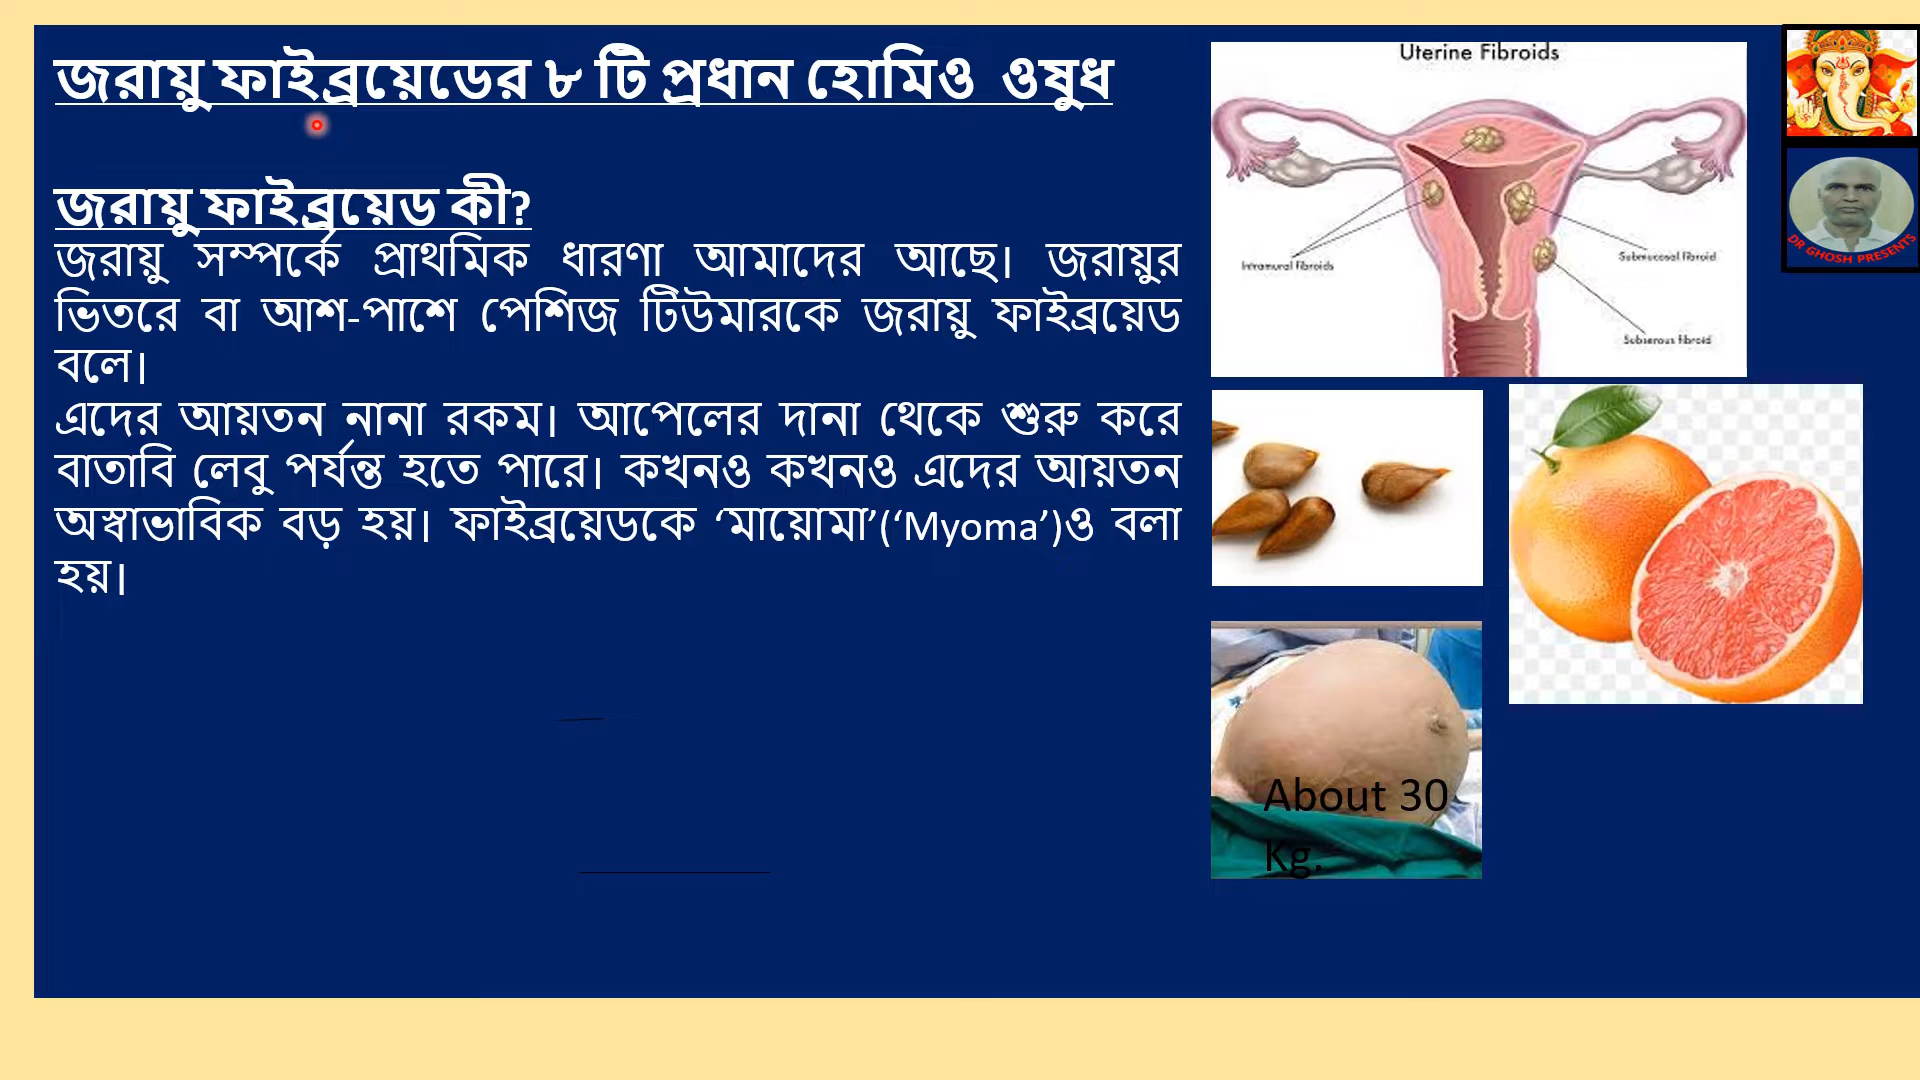 জরায়ু ফাইব্রয়েডের ৮ টি প্রধান হোমিও ওষুধ
জরায়ু ফাইব্রয়েড কী?
জরায়ু সম্পর্কে প্রাথমিক ধারণা আমাদের আছে। জরায়ুর
ভিতরে বা আশ-পাশে পেশিজ টিউমারকে জরায়ু ফাইব্রয়েড
বলে।
এদের আয়তন নানা রকম। আপেলের দানা থেকে শুরু করে
বাতাবি লেবু পর্যন্ত হতে পারে। কখনও কখনও এদের আয়তন
অস্বাভাবিক বড় হয়। ফাইব্রয়েডকে ‘মায়োমা’(‘Myoma’)ও বলা
হয়।
Uterine Fibroids
Intramural fibroids
Submucosal fibroid
Subserous fibroid
About 30
Kg.
DR GHOSH PRESENTS